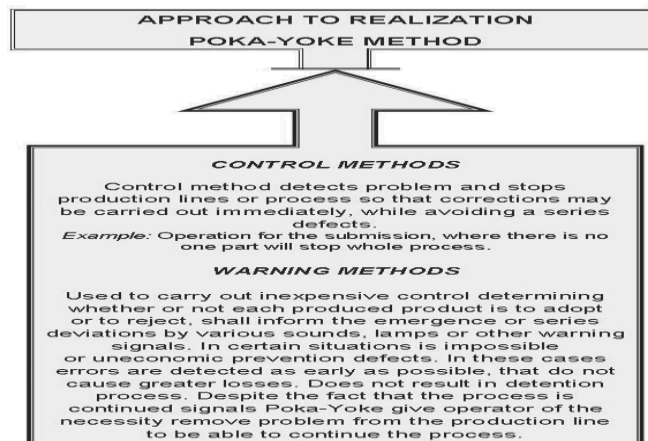 APPROACH TO REALIZATION
POKA-YOKE METHOD
CONTROL METHODS
Control method detects problem and stops
production lines or process so that corrections may
be carried out immediately, while avoiding a series
defects.
Example: Operation for the submission, where there is no
one part will stop whole process.
WARNING METHODS
Used to carry out inexpensive control determining
whether or not each produced product is to adopt
or to reject, shall inform the emergence or series
deviations by various sounds, lamps or other warning
signals. In certain situations is impossible
or uneconomic prevention defects. In these cases
errors are detected as early as possible, that do not
cause greater losses. Does not result in detention
process. Despite the fact that the process is
continued signals Poka-Yoke give operator of the
necessity remove problem from the production line
to be able to continue the process.